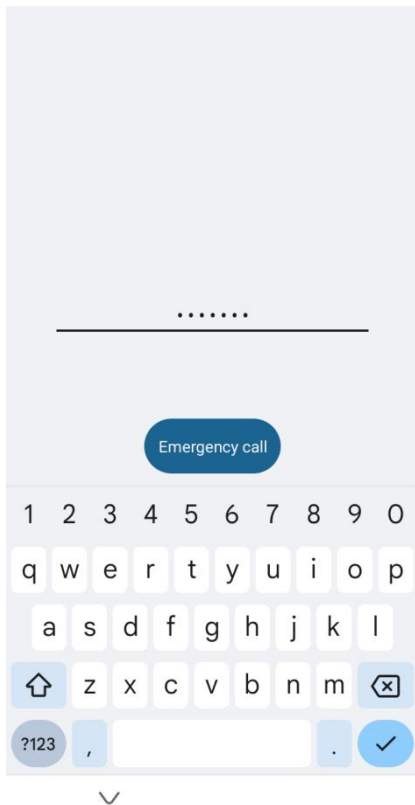 •••••••
Emergency call
1 2 3 4 5 6 7 8 9 0
q w e r t y u i o p
a s d f g h j k l
z x c v b n m
?123 , .